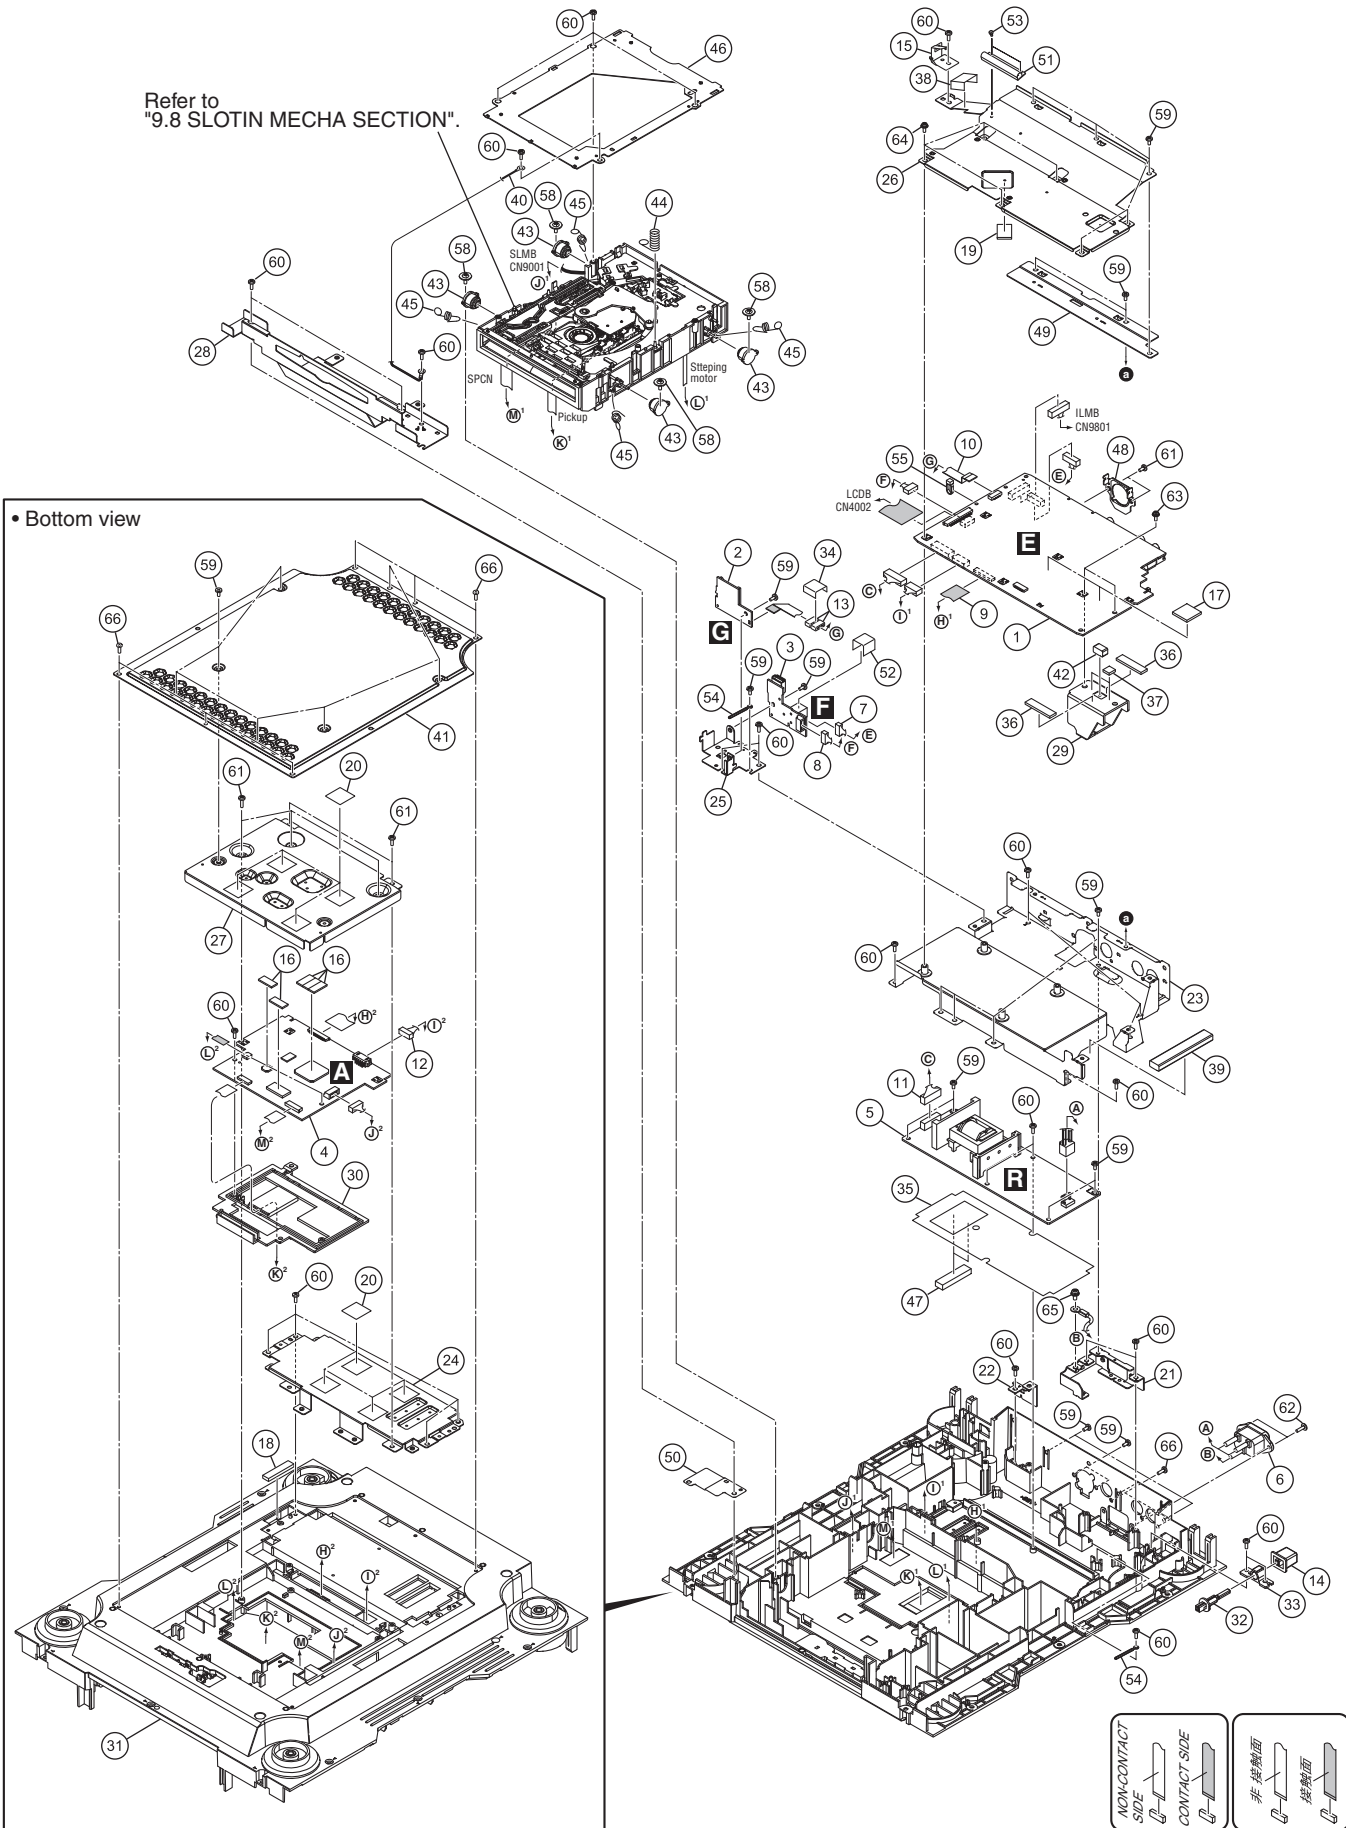 60
46
Refer to
"9.8 SLOTIN MECHA SECTION".
60
40
58
45
44
43
SLMB
CN9001
J1
58
60
43
45
28
60
58
45
43
SPCN
M1
Pickup
K1
Stteping
motor
L1
45
43
58
60
53
15
51
38
64
59
26
19
59
49
a
ILMB
CN9801
10
55
G
F
E
48
61
LCDB
CN4002
63
E
2
34
59
C
I1
H1
9
1
17
13
G
G
3
59
52
42
36
59
54
F
7
37
36
60
F
E
8
29
25
• Bottom view
59
66
66
41
61
20
61
27
16
16
60
H2
I2
L2
A
12
M2
J2
4
30
K2
60
20
24
18
H2
L2
I2
K2
M2
J2
31
60
59
a
60
23
39
C
59
11
60
5
60
A
59
R
35
47
65
B
60
60
22
21
59
59
62
A
B
66
6
50
J1
I1
M
H1
K1
L1
60
14
33
32
60
54
NON-CONTACT
SIDE
CONTACT SIDE
非接触面
接触面